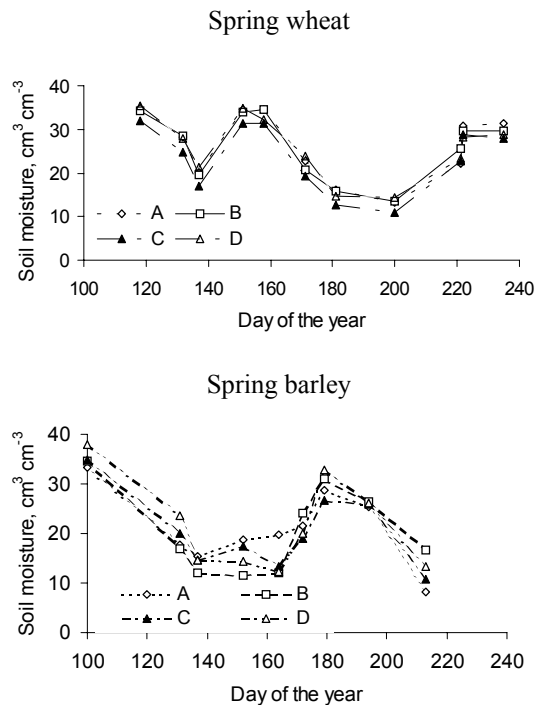 Spring wheat
Soil moisture, cm³ cm⁻³
40
30
20
10
0
A B
C D
100 120 140 160 180 200 220 240
Day of the year
Spring barley
Soil moisture, cm³ cm⁻³
40
30
20
10
0
A B
C D
100 120 140 160 180 200 220 240
Day of the year